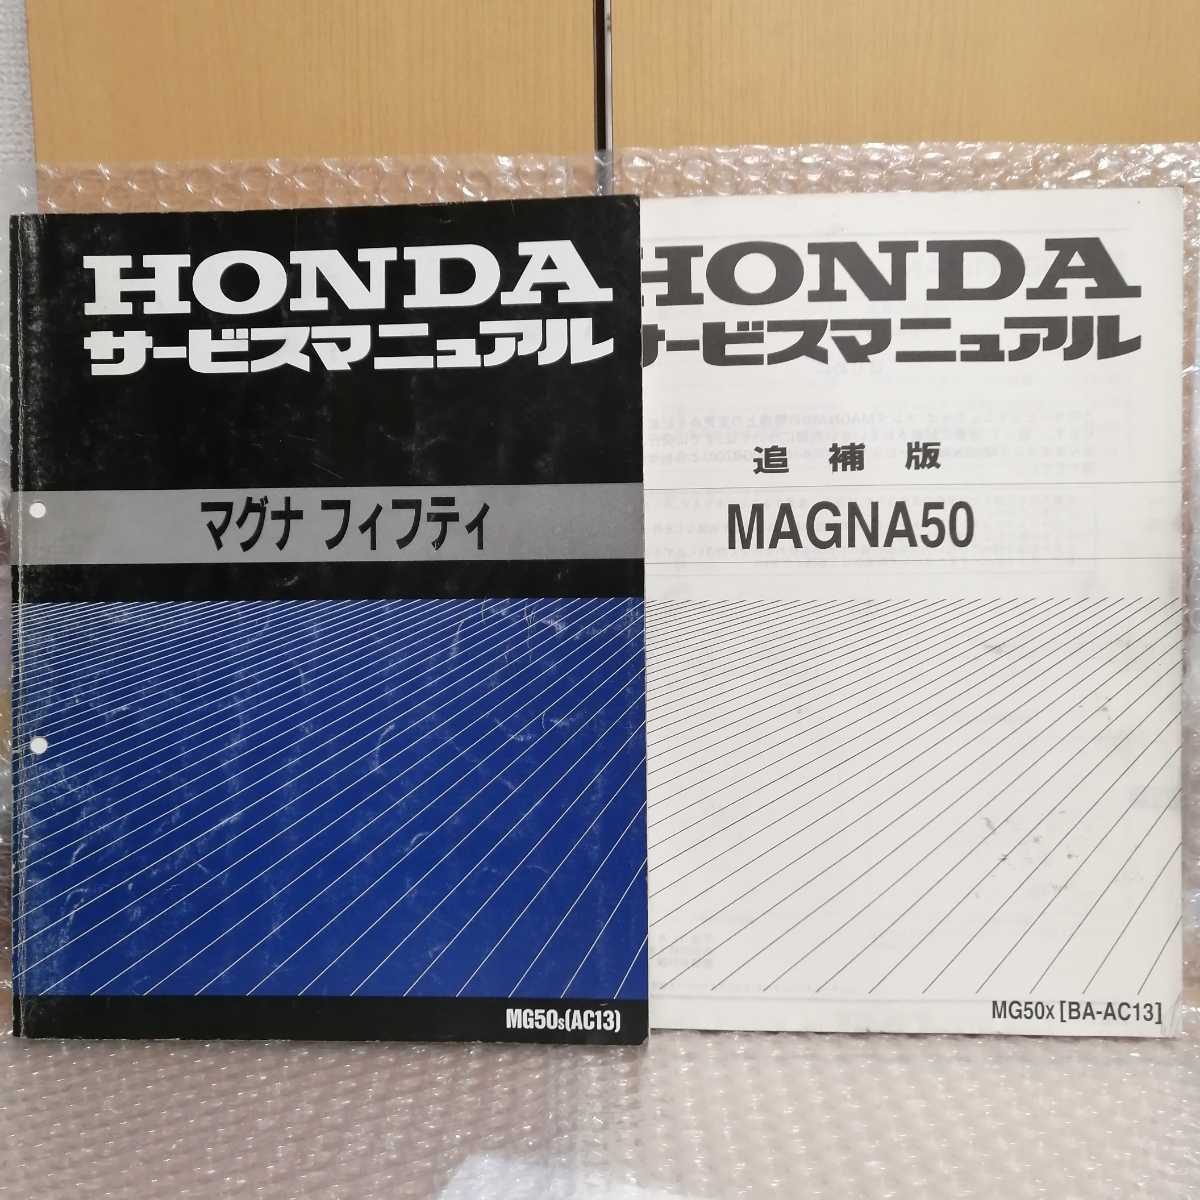 HONDA
サービスマニュアル
マグナ フィフティ
MG50s(AC13)
HONDA
サービスマニュアル
追補版
MAGNA50
MG50X [BA-AC13]